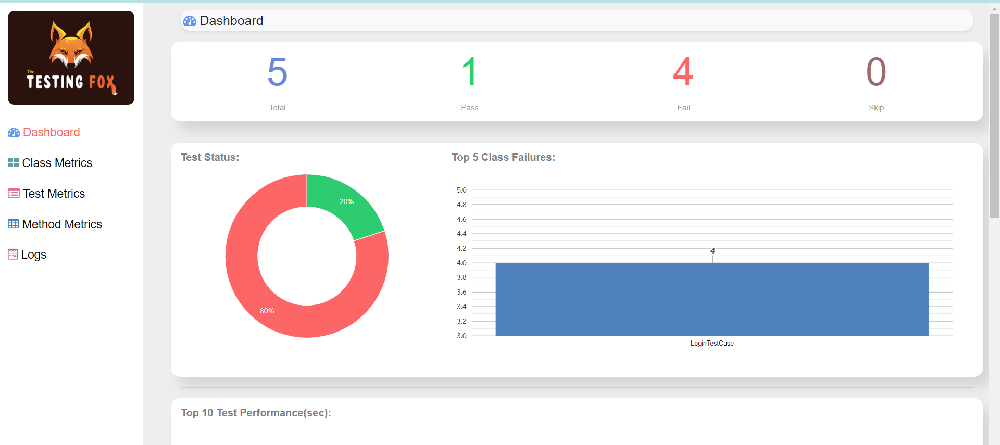 The
TESTING FOX
Dashboard
Class Metrics
Test Metrics
Method Metrics
Logs
Dashboard
5
Total
1
Pass
4
Fail
0
Skip
Test Status:
20%
80%
Top 5 Class Failures:
5.0
4.8
4.6
4.4
4.2
4.0
3.8
3.6
3.4
3.2
3.0
4
LoginTestCase
Top 10 Test Performance(sec):